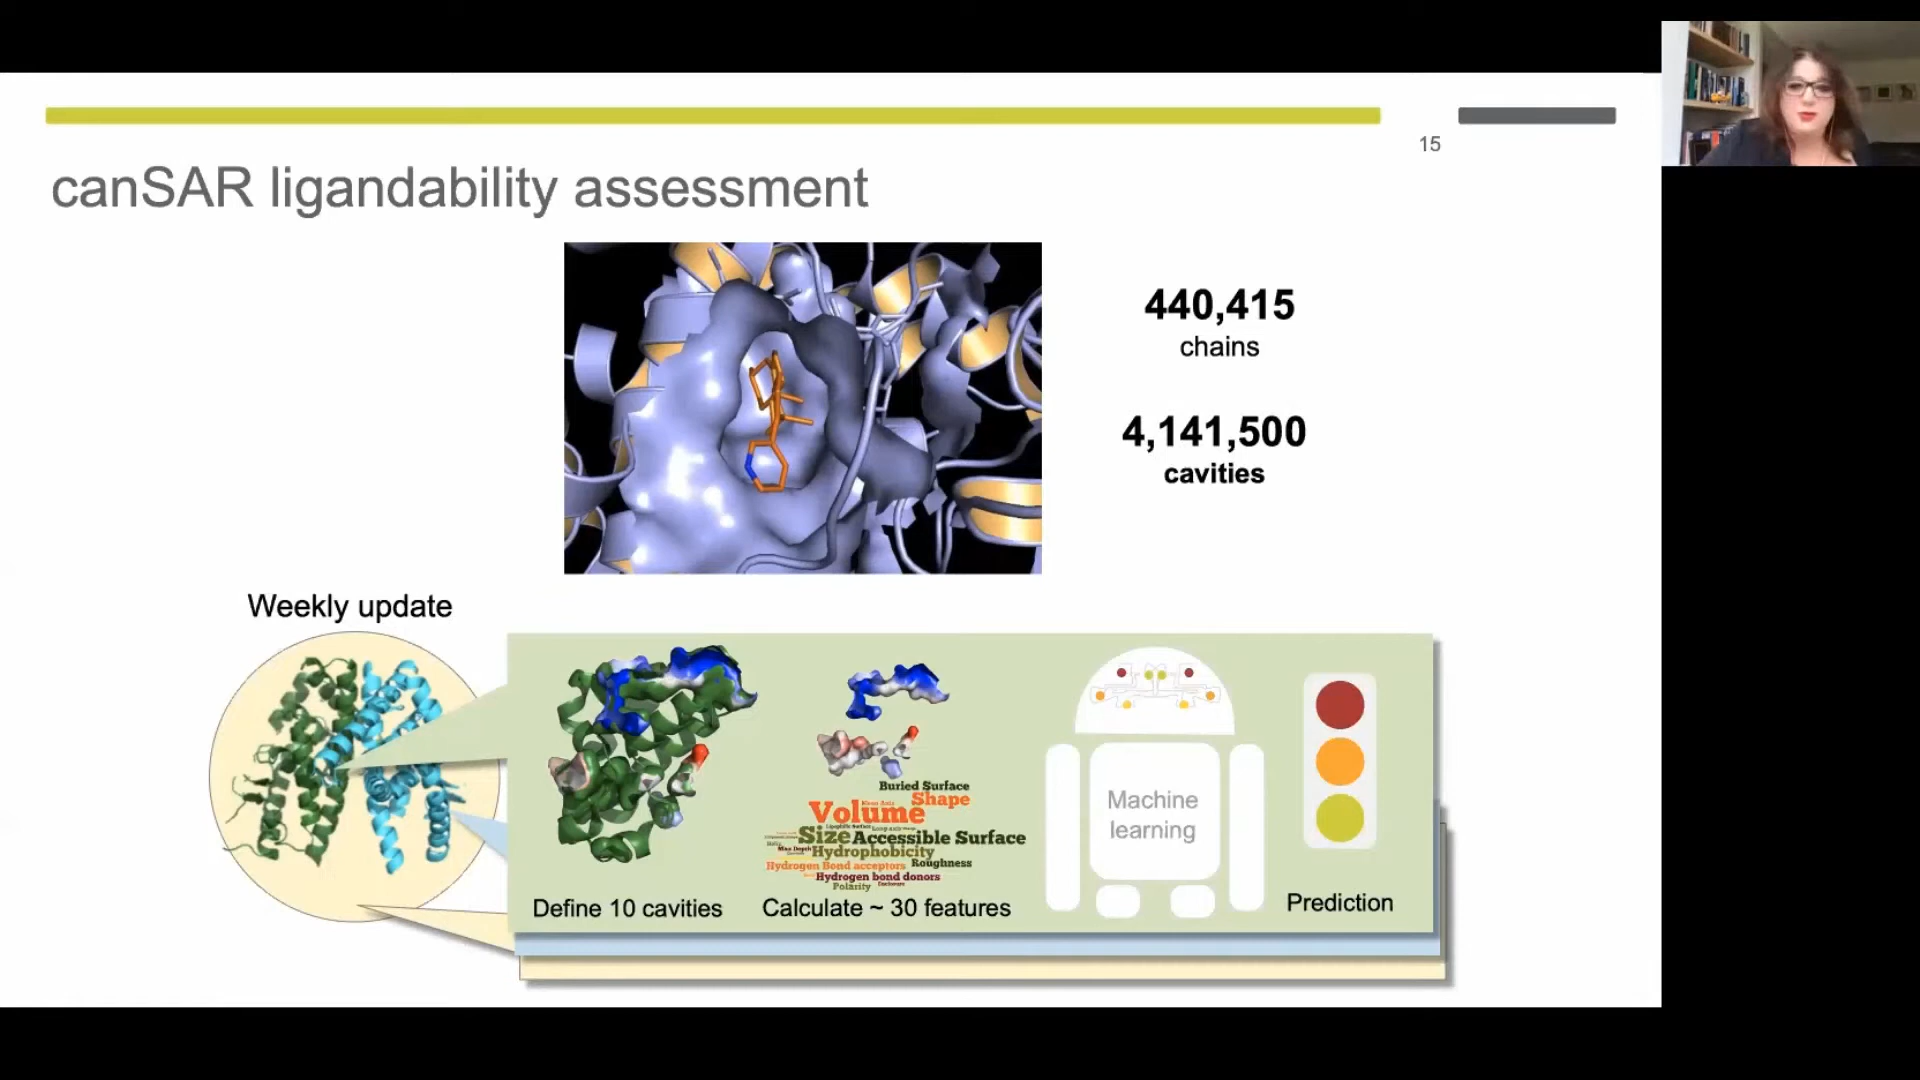 15
canSAR ligandability assessment
440,415
chains
4,141,500
cavities
Weekly update
Buried Surface
Shape
Volume
Size Accessible Surface
Hydrophobicity
Roughness
Hydrogen Bond acceptors
Hydrogen bond donors
Polarity
Define 10 cavities
Calculate ~ 30 features
Machine
learning
Prediction